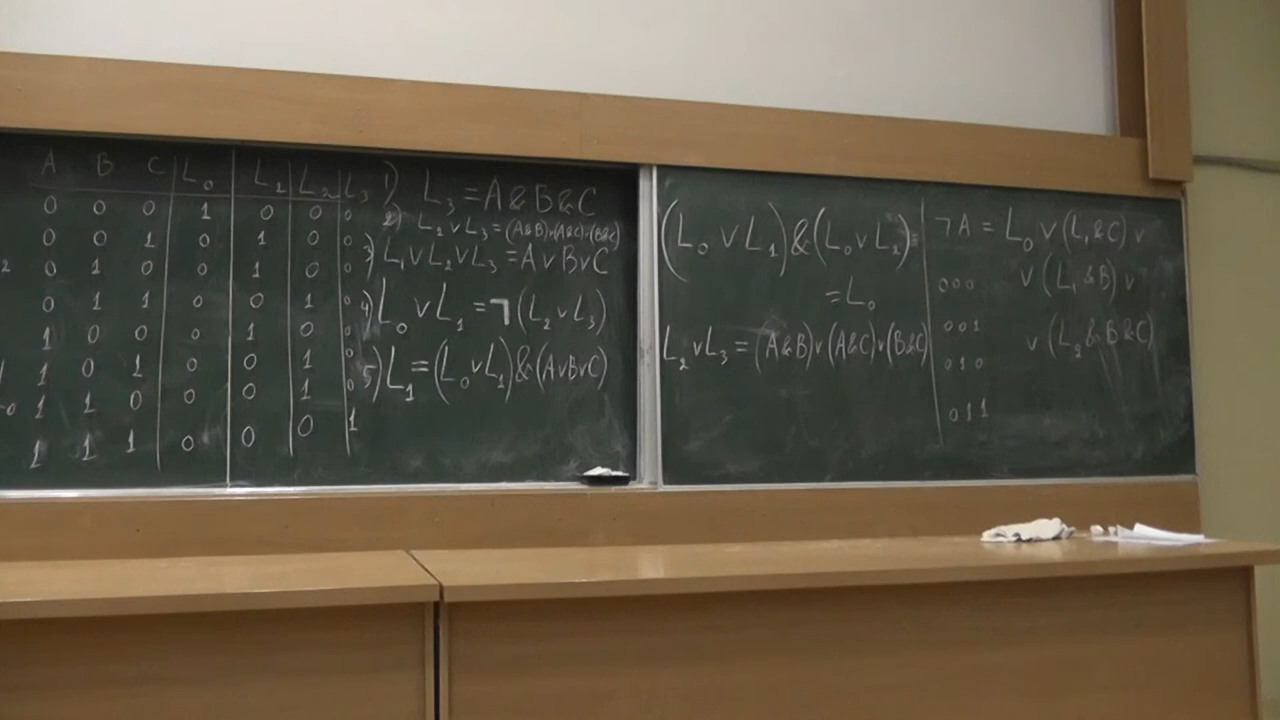 A B C L₀ L₂ L₂ L₃
0 0 0 1 0 0 0
0 0 1 0 1 0 0
2 0 1 0 0 1 0 0
0 1 1 0 0 1 0
1 0 0 0 1 0 0
1 0 1 0 0 1 0
0 1 1 0 0 0 1 0
1 1 1 0 0 0 1
1) L₃ = A&B&C
2) L₂ ∨ L₃ = (A&B)∨(A&C)∨(B&C)
3) L₁∨L₂∨L₃ = A∨B∨C
4) L₀ ∨ L₁ = ¬(L₂ ∨ L₃)
5) L₁ = (L₀ ∨ L₁)&(A∨B∨C)
(L₀ ∨ L₁)&(L₀ ∨ L₂) =
= L₀
L₂ ∨ L₃ = (A&B)∨(A&C)∨(B&C)
¬A = L₀ ∨ (L₁&C) ∨
000 ∨ (L₁&B) ∨
001 ∨ (L₂&B&C)
010
011